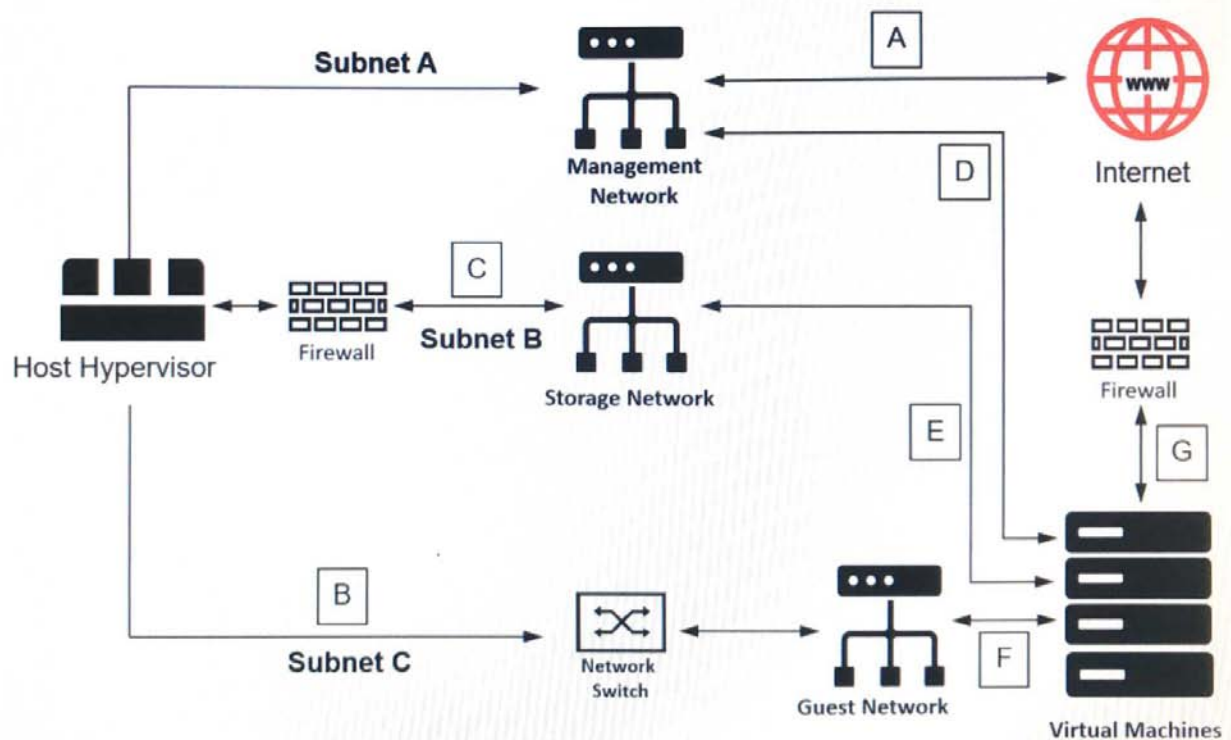 Subnet A
A
www
Management
Network
D
Internet
C
Host Hypervisor
Firewall
Subnet B
Storage Network
Firewall
E
G
B
Subnet C
Network
Switch
F
Guest Network
Virtual Machines